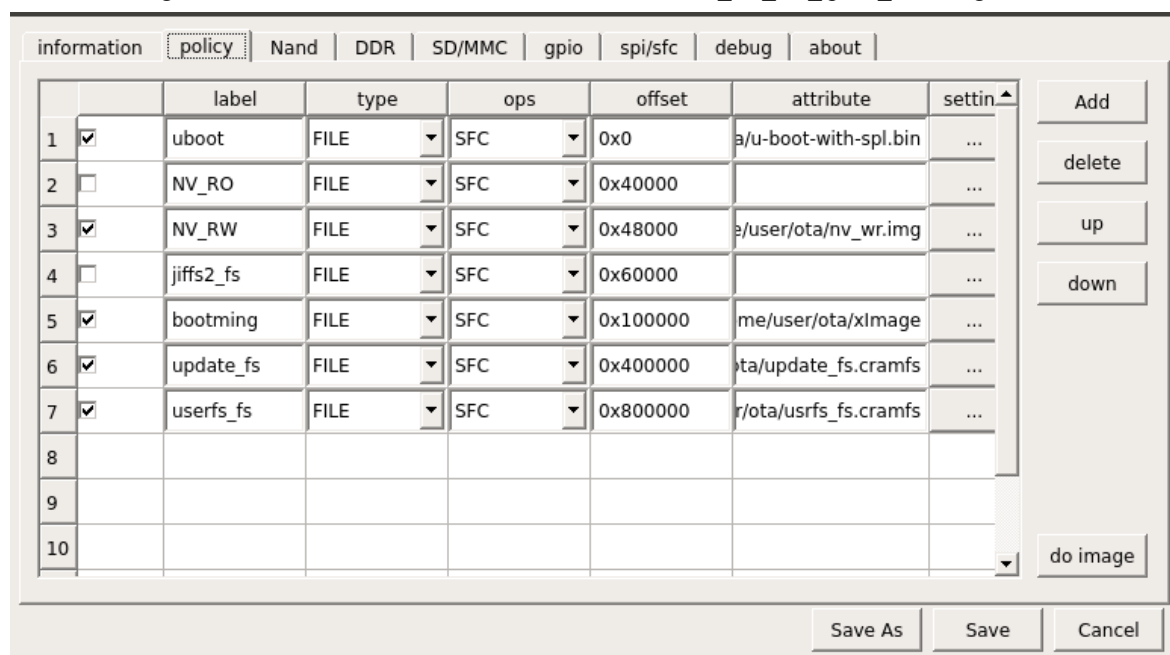 information policy Nand DDR SD/MMC gpio spi/sfc debug about
label type ops offset attribute settin
1 uboot FILE SFC 0x0 a/u-boot-with-spl.bin ...
2 NV_RO FILE SFC 0x40000 ...
3 NV_RW FILE SFC 0x48000 e/user/ota/nv_wr.img ...
4 jiffs2_fs FILE SFC 0x60000 ...
5 bootming FILE SFC 0x100000 me/user/ota/xImage ...
6 update_fs FILE SFC 0x400000 ota/update_fs.cramfs ...
7 userfs_fs FILE SFC 0x800000 r/ota/usrfs_fs.cramfs ...
8
9
10
Add
delete
up
down
do image
Save As Save Cancel